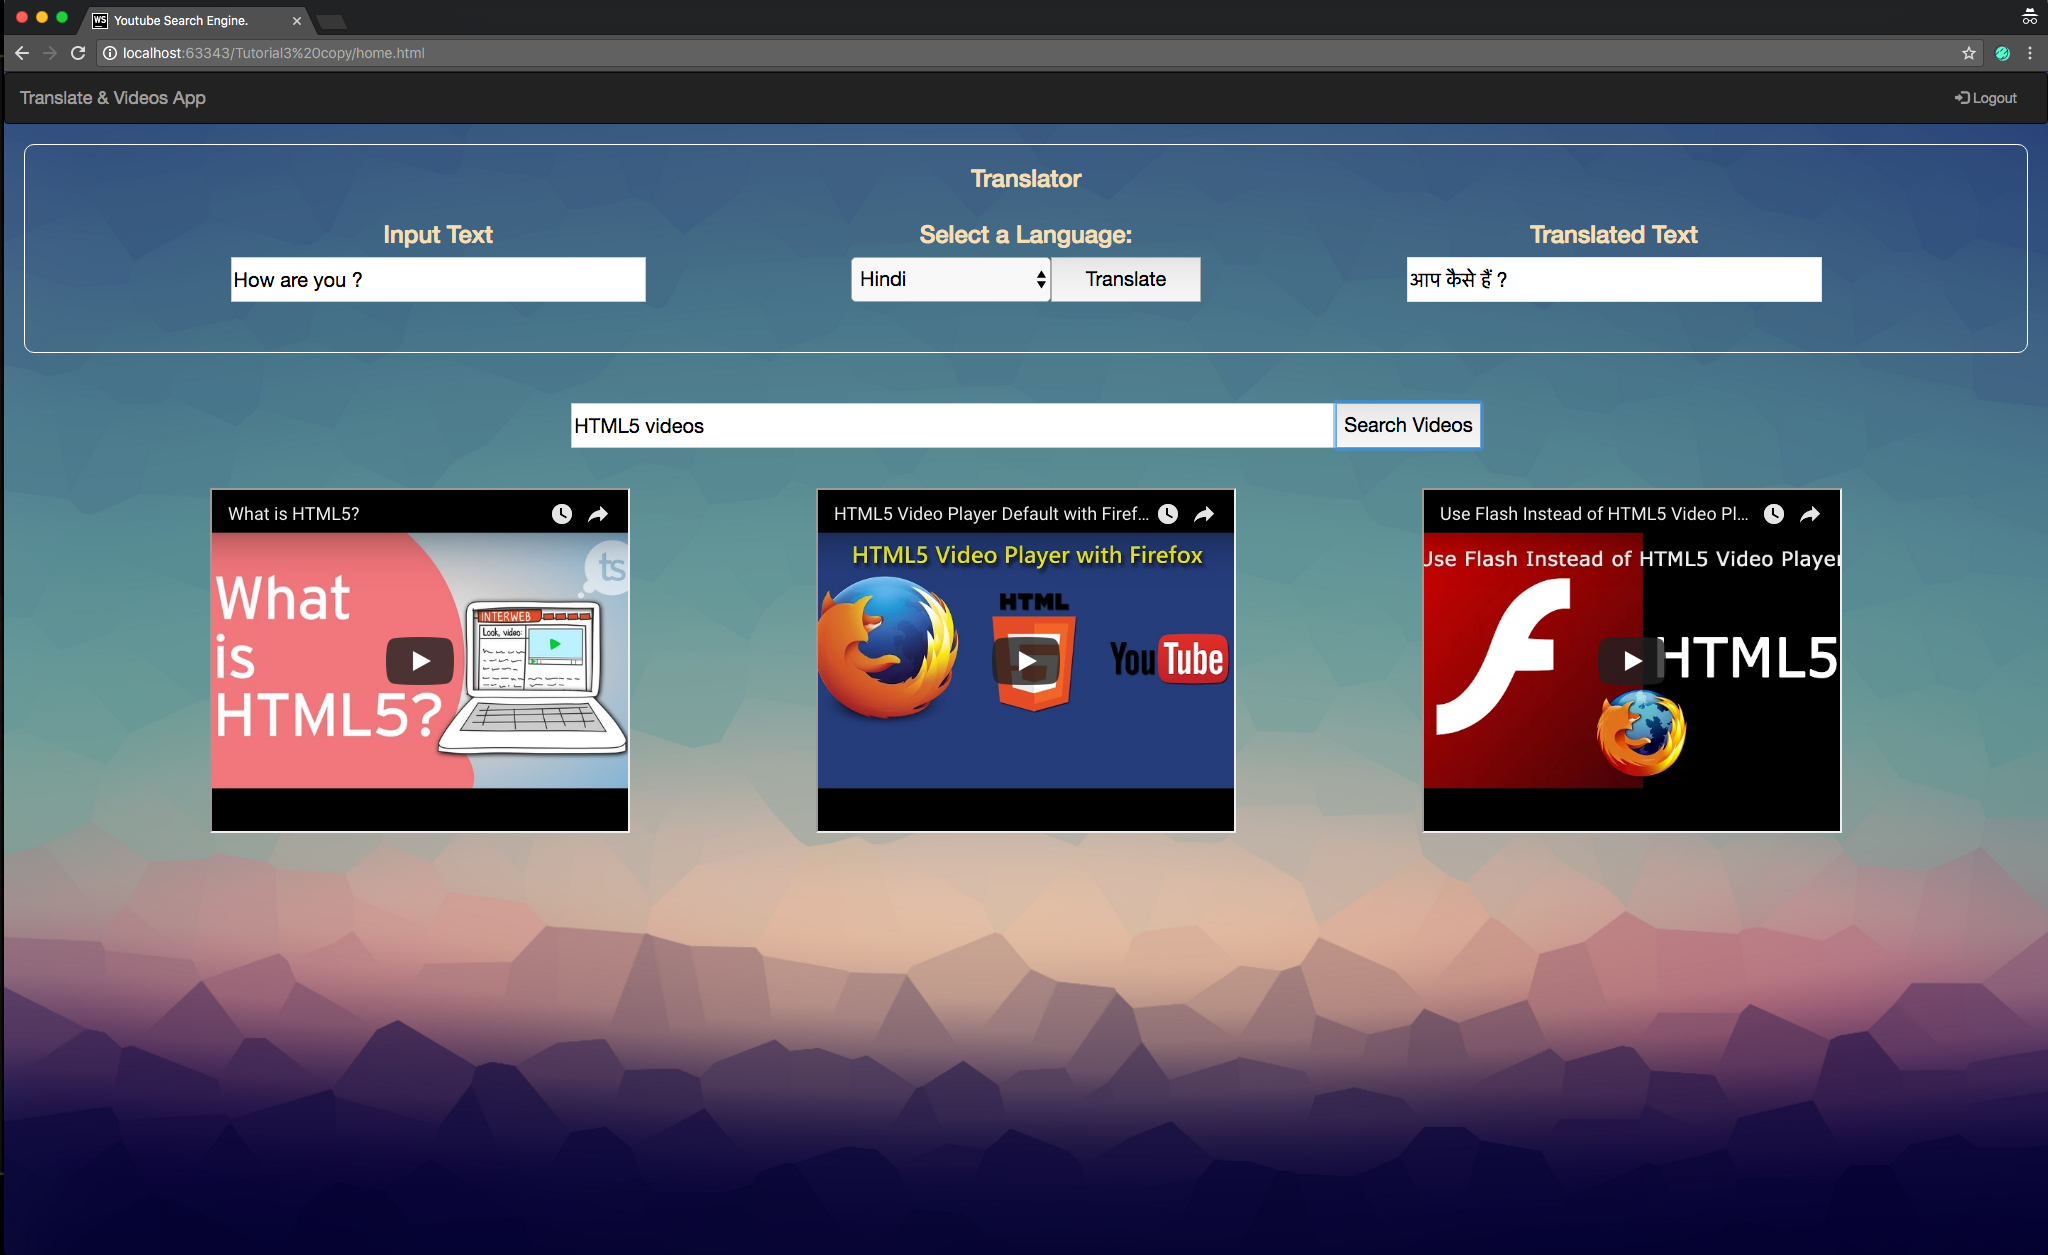 WS Youtube Search Engine.
localhost:63343/Tutorial3%20copy/home.html
Translate & Videos App
Logout
Translator
Input Text
Select a Language:
Translated Text
How are you ?
Hindi
Translate
आप कैसे हैं ?
HTML5 videos
Search Videos
What is HTML5?
What
is
HTML5?
ts
INTERWEB
Look, video:
HTML5 Video Player Default with Firef...
HTML5 Video Player with Firefox
HTML
5
YouTube
Use Flash Instead of HTML5 Video Pl...
Use Flash Instead of HTML5 Video Player
HTML5